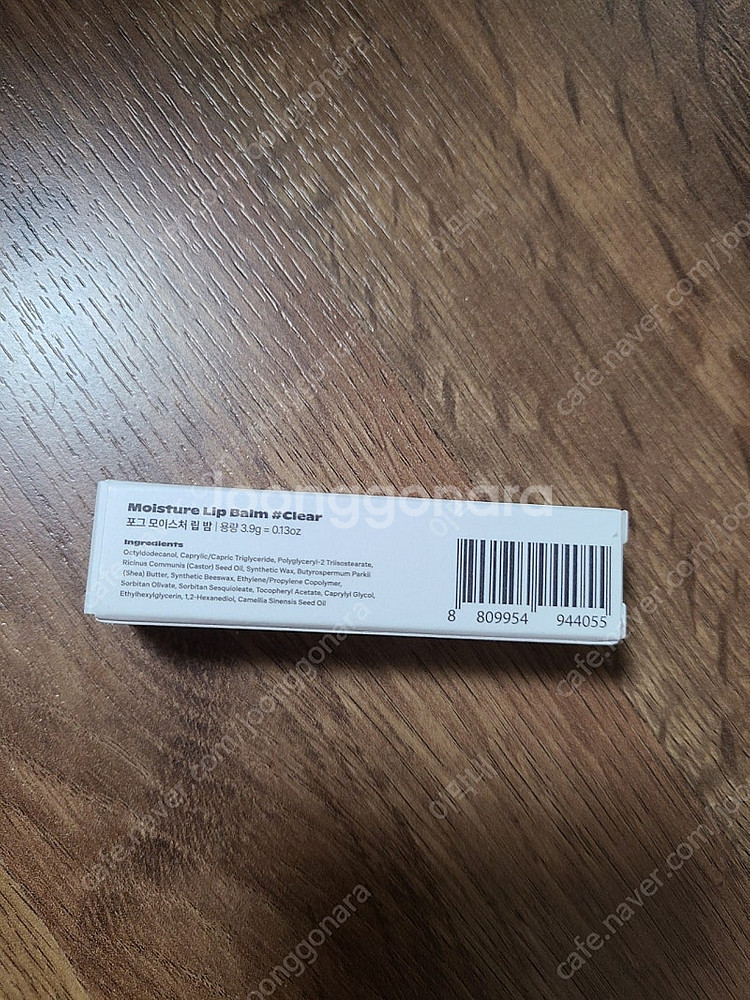 Moisture Lip Balm #Clear
포그 모이스처 립 밤 | 용량 3.9g = 0.13oz
Ingredients
Octyldodecanol, Caprylic/Capric Triglyceride, Polyglyceryl-2 Triisostearate,
Ricinus Communis (Castor) Seed Oil, Synthetic Wax, Butyrospermum Parkii
(Shea) Butter, Synthetic Beeswax, Ethylene/Propylene Copolymer,
Sorbitan Olivate, Sorbitan Sesquioleate, Tocopheryl Acetate, Caprylyl Glycol,
Ethylhexylglycerin, 1,2-Hexanediol, Camellia Sinensis Seed Oil
8 809954 944055
joonggonara
cafe.naver.com/joonggonara